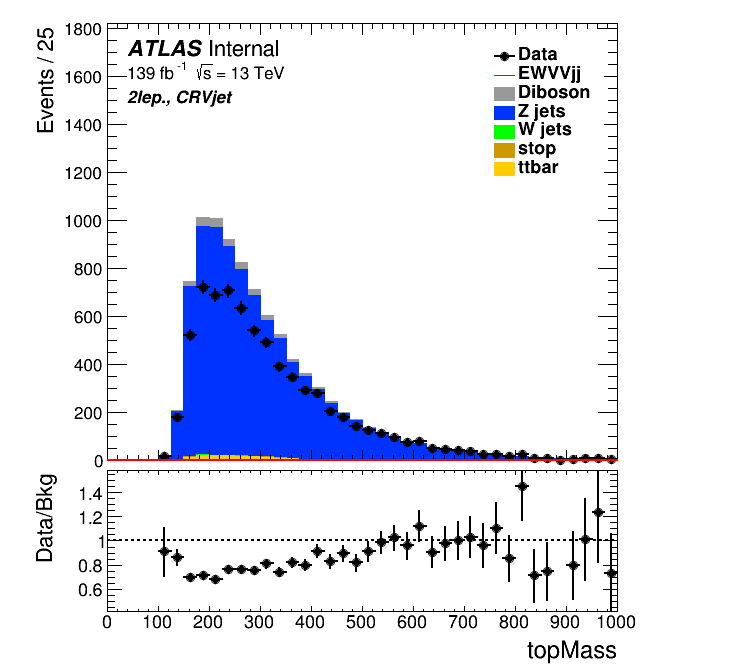 Events / 25
1800
1600
1400
1200
1000
800
600
400
200
0
ATLAS Internal
139 fb⁻¹ √s = 13 TeV
2lep., CRVjet
Data
EWVVjj
Diboson
Z jets
W jets
stop
ttbar
Data/Bkg
1.4
1.2
1
0.8
0.6
0 100 200 300 400 500 600 700 800 900 1000
topMass